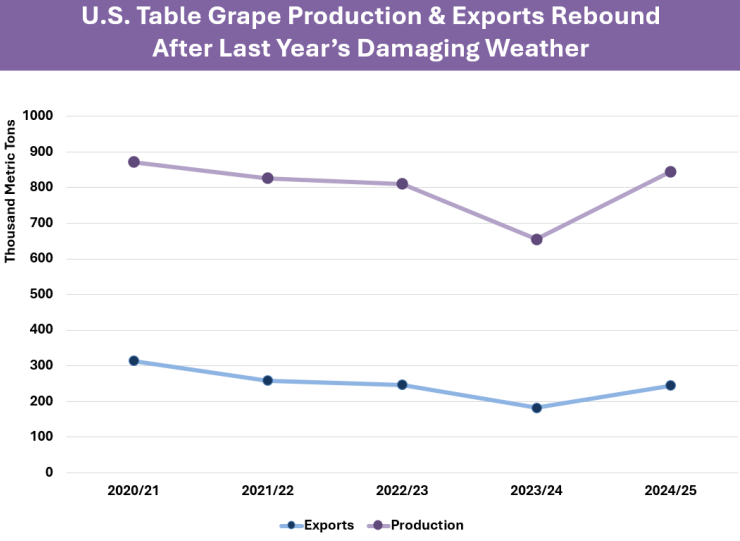 U.S. Table Grape Production & Exports Rebound
After Last Year’s Damaging Weather
Thousand Metric Tons
1000
900
800
700
600
500
400
300
200
100
0
2020/21 2021/22 2022/23 2023/24 2024/25
Exports Production